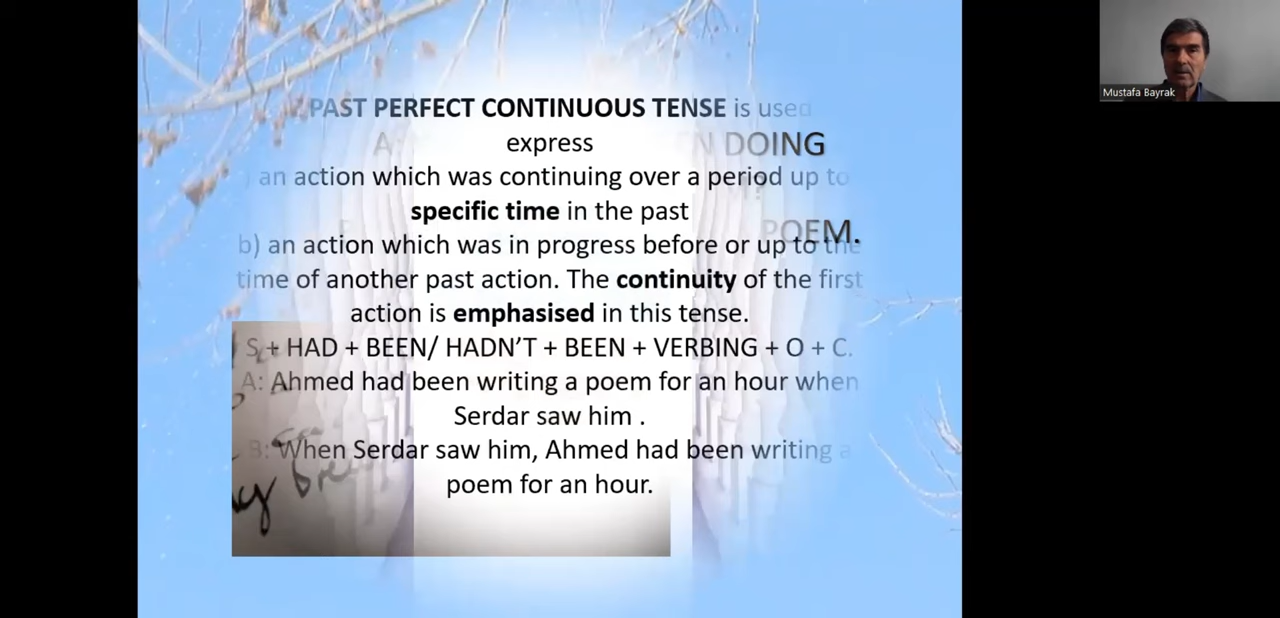 PAST PERFECT CONTINUOUS TENSE is used
express
an action which was continuing over a period up to
specific time in the past
b) an action which was in progress before or up to the
time of another past action. The continuity of the first
action is emphasised in this tense.
S + HAD + BEEN/ HADN'T + BEEN + VERBING + O + C.
A: Ahmed had been writing a poem for an hour when
Serdar saw him .
B: When Serdar saw him, Ahmed had been writing a
poem for an hour.
DOING
POEM.
Mustafa Bayrak